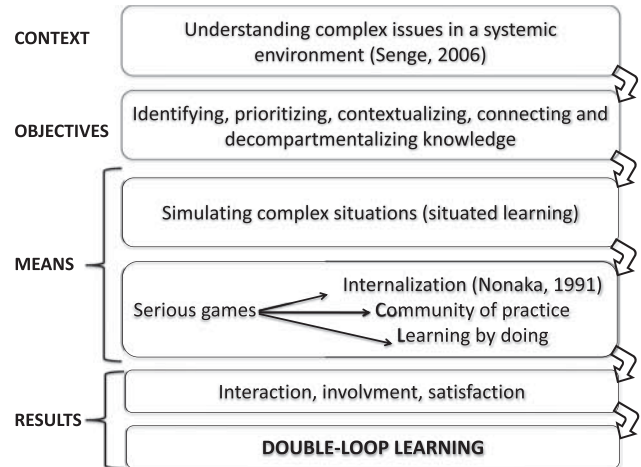 CONTEXT
Understanding complex issues in a systemic
environment (Senge, 2006)
OBJECTIVES
Identifying, prioritizing, contextualizing, connecting and
decompartmentalizing knowledge
MEANS
Simulating complex situations (situated learning)
Serious games
Internalization (Nonaka, 1991)
Community of practice
Learning by doing
RESULTS
Interaction, involvment, satisfaction
DOUBLE-LOOP LEARNING